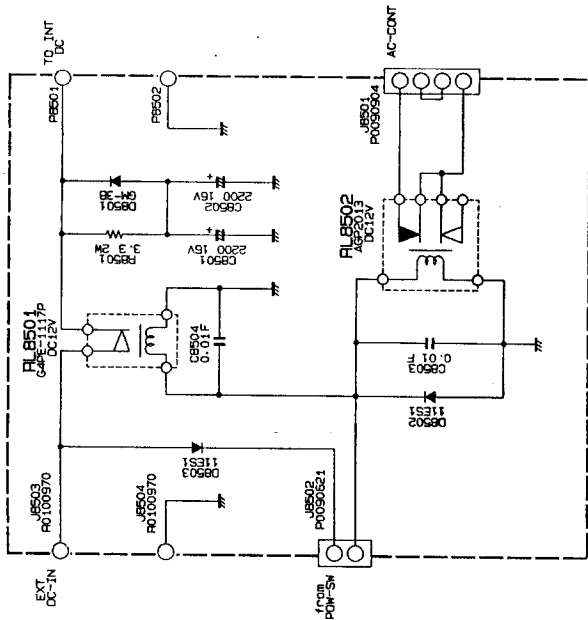 EXT
DC-IN
J8503
R0100970
RL8501
G4PE-1117P
DC12V
P8501
TO INT
DC
R8501
3.3 2W
D8501
GM-3B
J8504
R0100970
P8502
C8504
0.01F
C8501
2200 16V
+
C8502
2200 16V
+
D8503
11ES1
from
POW-SW
J8502
P0090621
RL8502
AGP2013
DC12V
J8501
P0090904
AC-CONT
D8502
11ES1
C8503
0.01 F